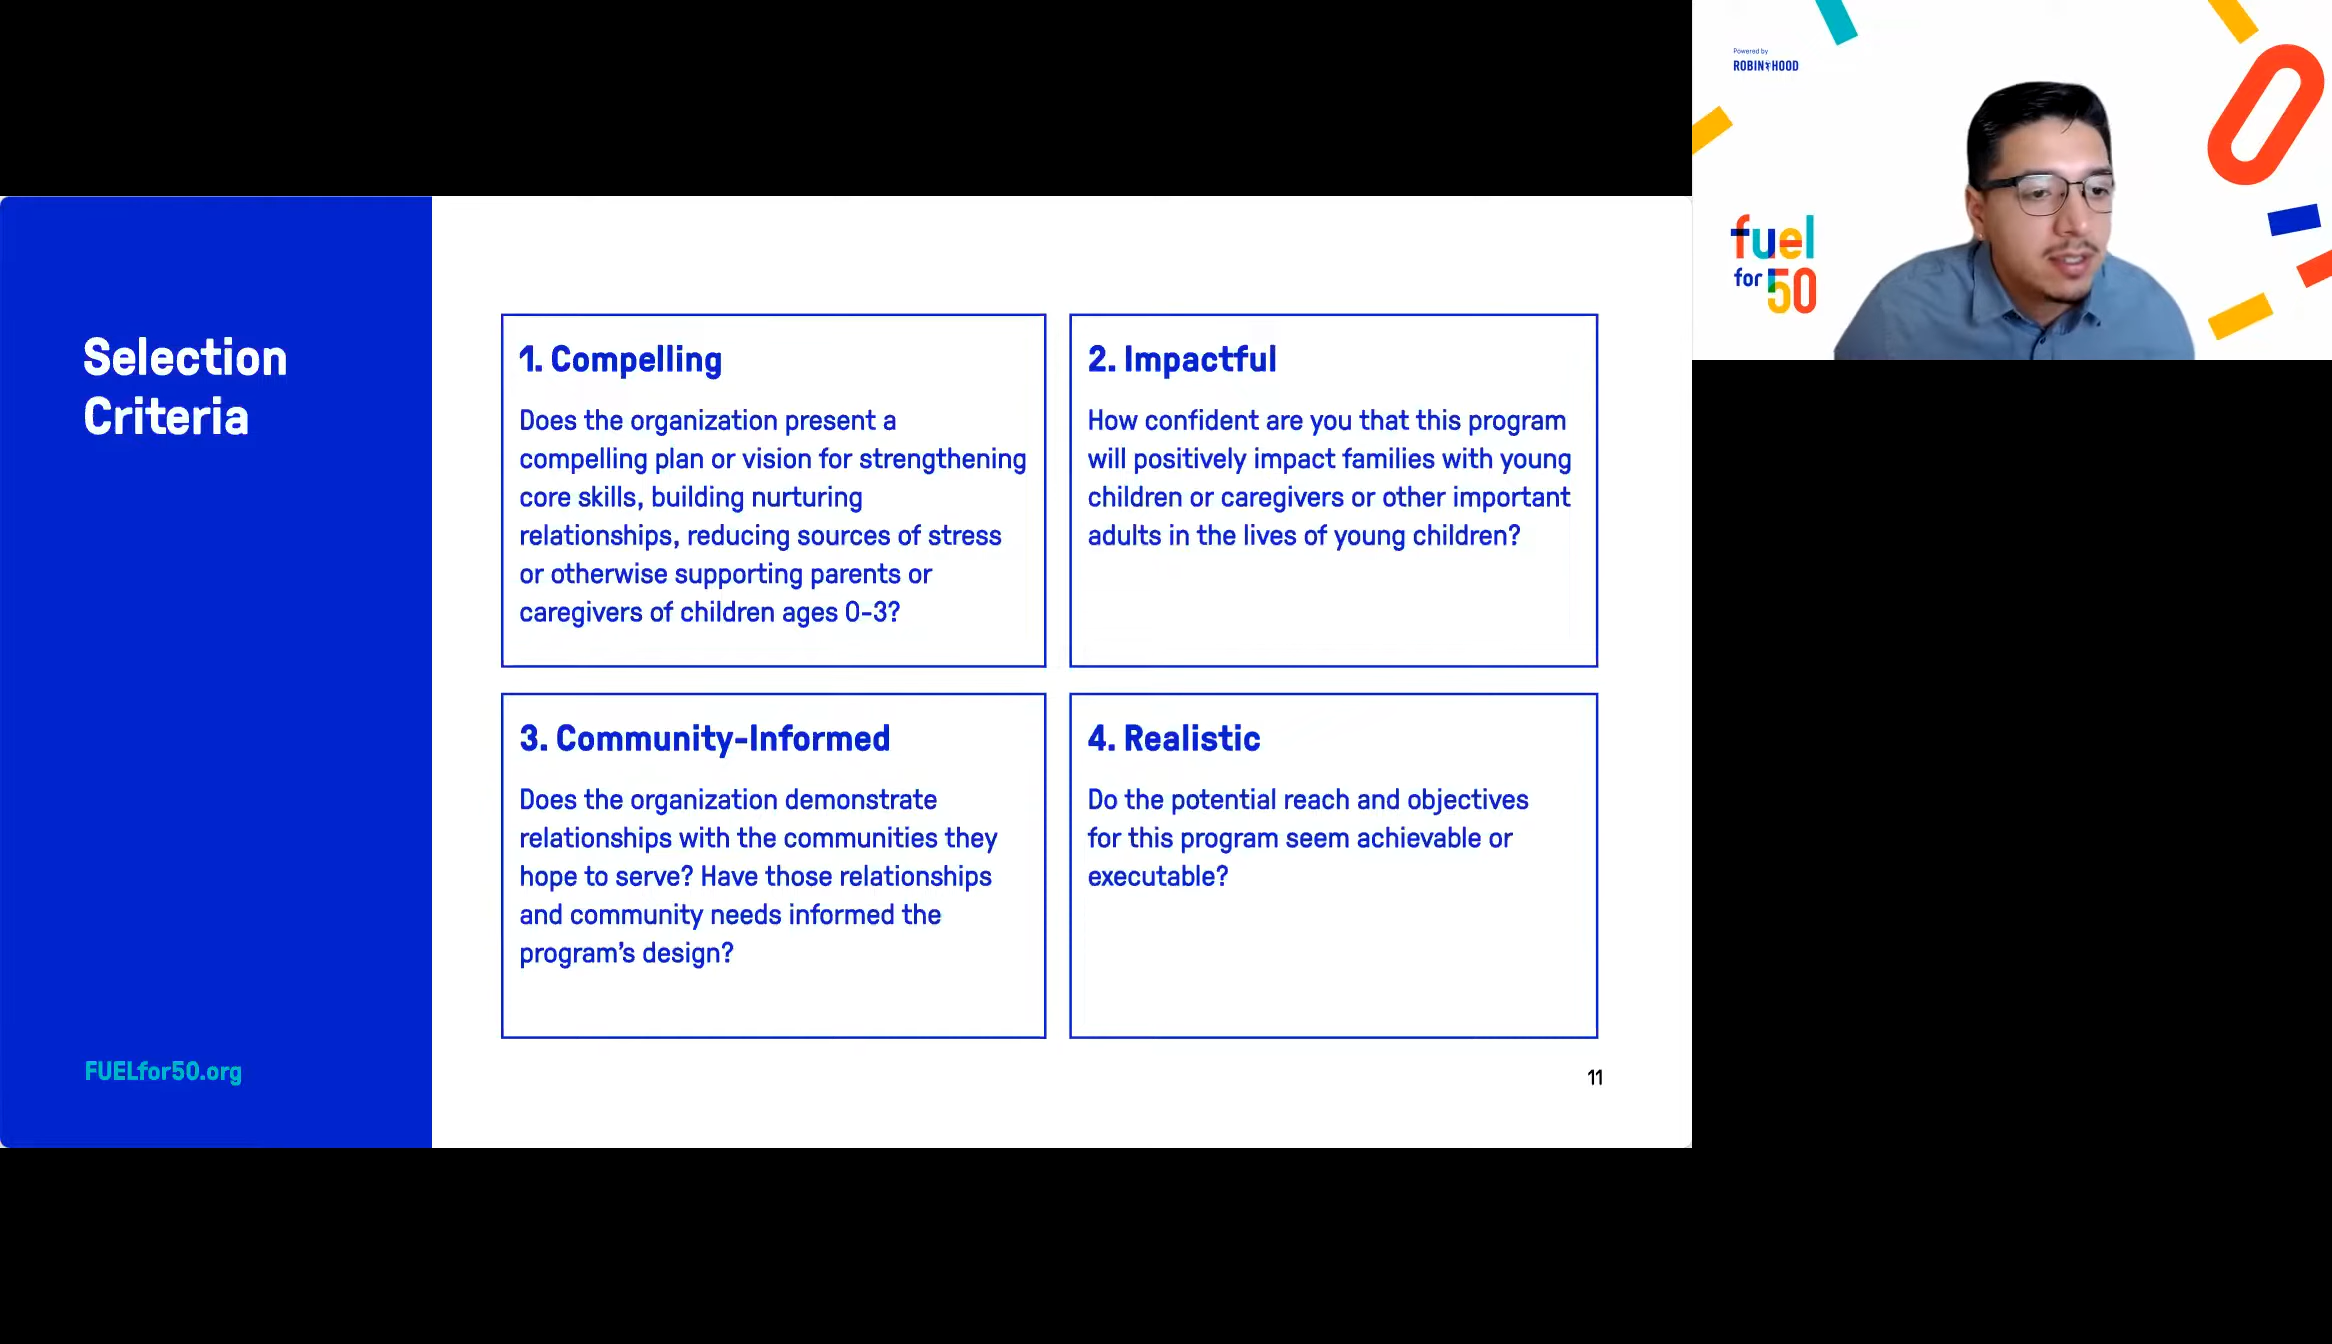 Selection
Criteria
FUELfor50.org
1. Compelling
Does the organization present a
compelling plan or vision for strengthening
core skills, building nurturing
relationships, reducing sources of stress
or otherwise supporting parents or
caregivers of children ages 0-3?
2. Impactful
How confident are you that this program
will positively impact families with young
children or caregivers or other important
adults in the lives of young children?
3. Community-Informed
Does the organization demonstrate
relationships with the communities they
hope to serve? Have those relationships
and community needs informed the
program’s design?
4. Realistic
Do the potential reach and objectives
for this program seem achievable or
executable?
11
Powered by
ROBIN HOOD
fuel
for 50